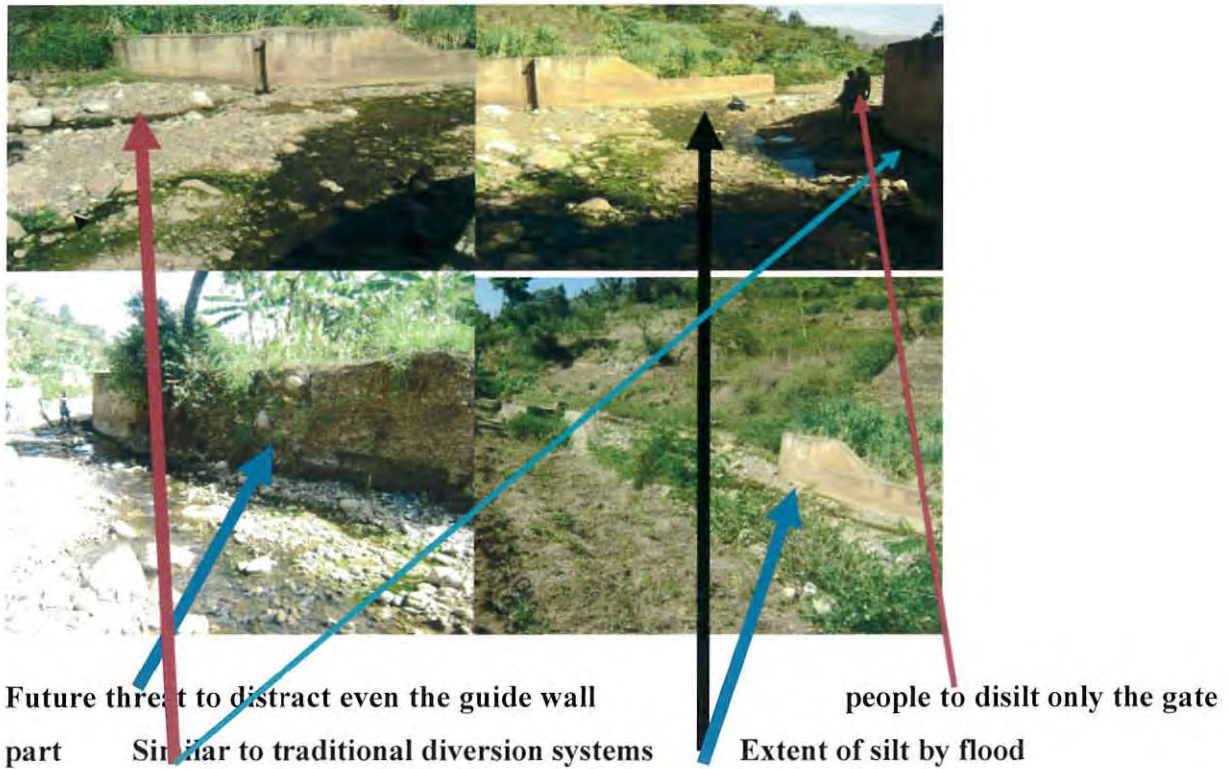 Future threat to distract even the guide wall people to disilt only the gate
part Similar to traditional diversion systems Extent of silt by flood